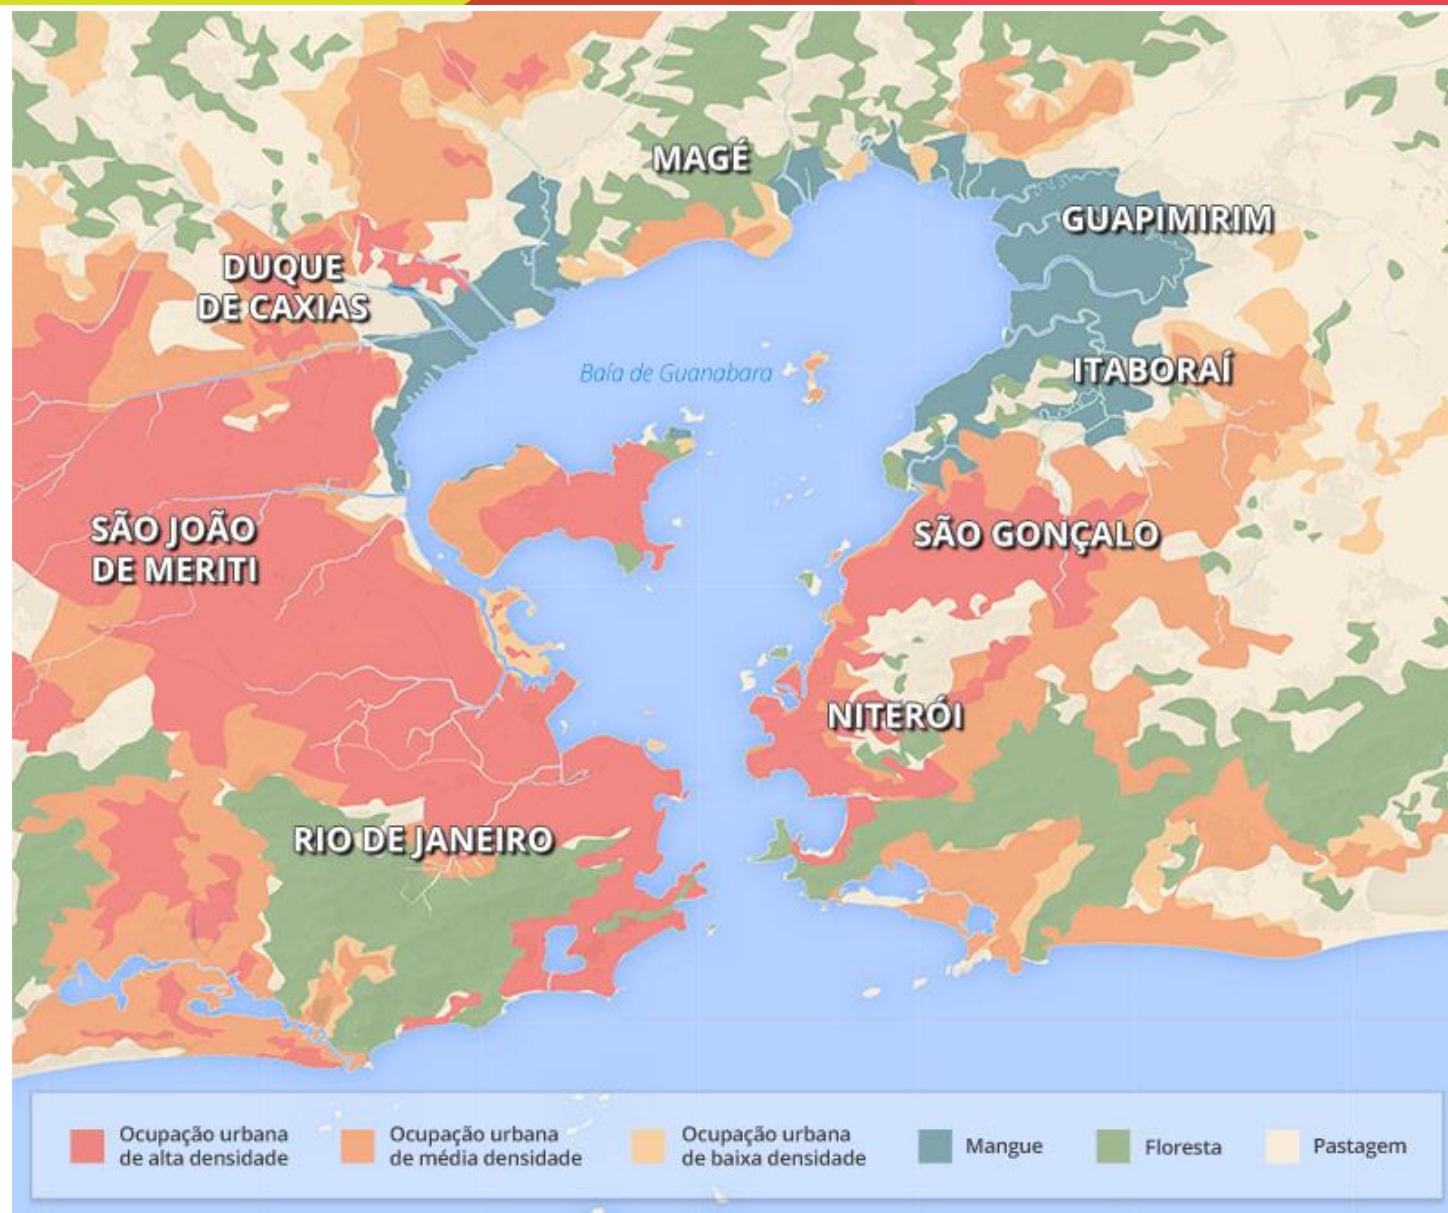 MAGÉ
GUAPIMIRIM
DUQUE
DE CAXIAS
Baía de Guanabara
ITABORAÍ
SÃO JOÃO
DE MERITI
SÃO GONÇALO
NITERÓI
RIO DE JANEIRO
Ocupação urbana
de alta densidade
Ocupação urbana
de média densidade
Ocupação urbana
de baixa densidade
Mangue
Floresta
Pastagem